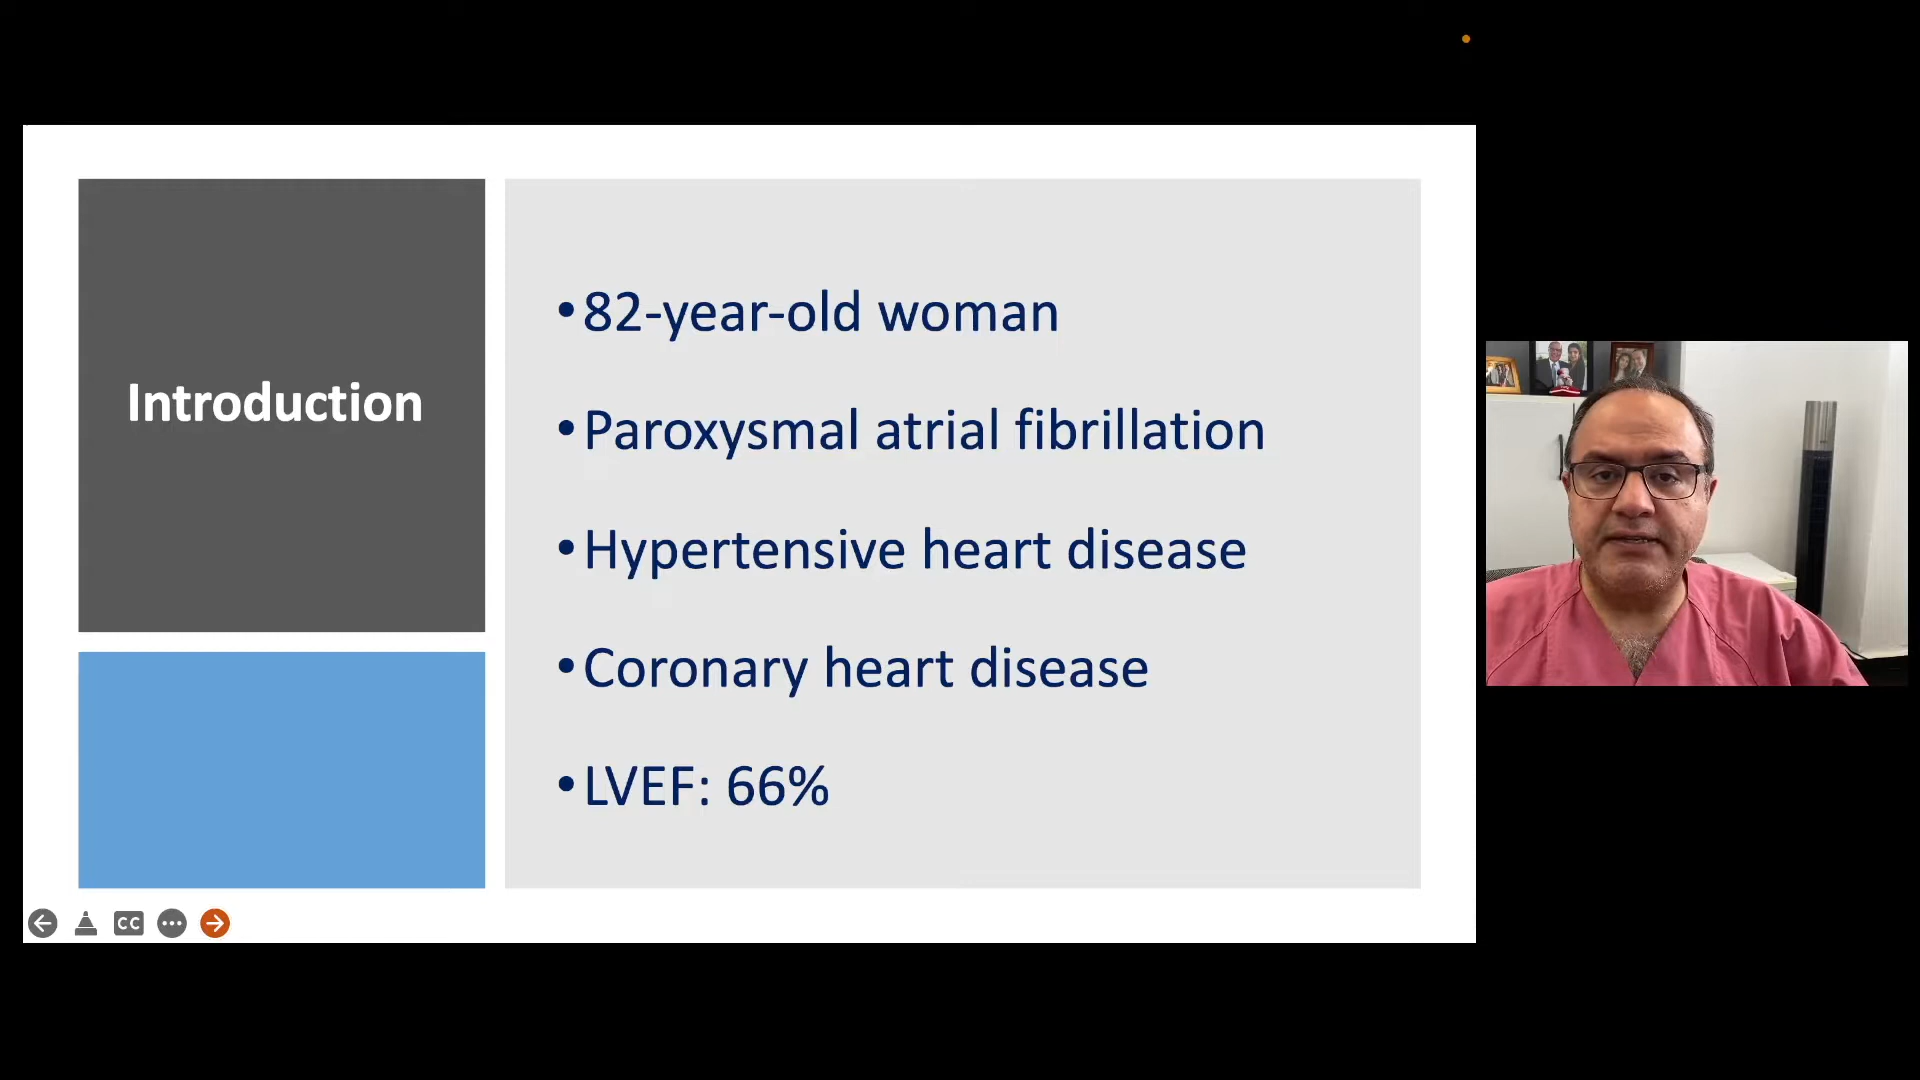 Introduction
•82-year-old woman
•Paroxysmal atrial fibrillation
•Hypertensive heart disease
•Coronary heart disease
•LVEF: 66%
CC